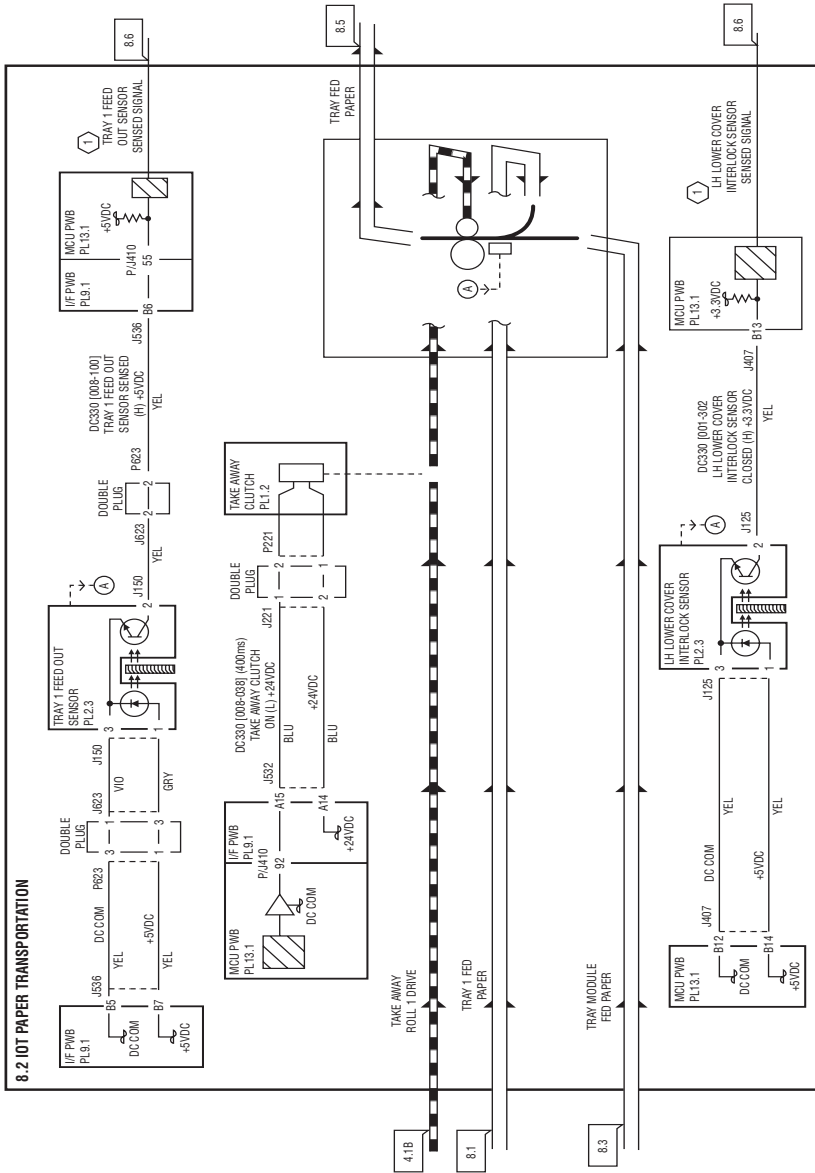 8.2 IOT PAPER TRANSPORTATION
I/F PWB
PL9.1
B5
DC COM
B7
+5VDC
J536
DC COM
YEL
+5VDC
YEL
P623
DOUBLE
PLUG
3
1
1
3
J623
VIO
GRY
J150
3
1
TRAY 1 FEED OUT
SENSOR
PL2.3
A
2
J150
YEL
J623
DOUBLE
PLUG
2
2
P623
DC330 [008-100]
TRAY 1 FEED OUT
SENSOR SENSED
(H) +5VDC
YEL
J536
B6
I/F PWB
PL9.1
P/J410
55
MCU PWB
PL13.1
+5VDC
1
TRAY 1 FEED
OUT SENSOR
SENSED SIGNAL
8.6
MCU PWB
PL13.1
DC COM
P/J410
92
I/F PWB
PL9.1
A15
A14
+24VDC
J532
DC330 [008-038] (400ms)
TAKE AWAY CLUTCH
ON (L) +24VDC
BLU
+24VDC
BLU
J221
DOUBLE
PLUG
1
2
2
1
P221
TAKE AWAY
CLUTCH
PL1.2
4.1B
TAKE AWAY
ROLL 1 DRIVE
8.1
TRAY 1 FED
PAPER
8.3
TRAY MODULE
FED PAPER
A
TRAY FED
PAPER
8.5
MCU PWB
PL13.1
B12
DC COM
B14
+5VDC
J407
DC COM
YEL
+5VDC
YEL
J125
3
1
LH LOWER COVER
INTERLOCK SENSOR
PL2.3
A
2
J125
DC330 [001-302
LH LOWER COVER
INTERLOCK SENSOR
CLOSED (H) +3.3VDC
YEL
J407
B13
MCU PWB
PL13.1
+3.3VDC
1
LH LOWER COVER
INTERLOCK SENSOR
SENSED SIGNAL
8.6